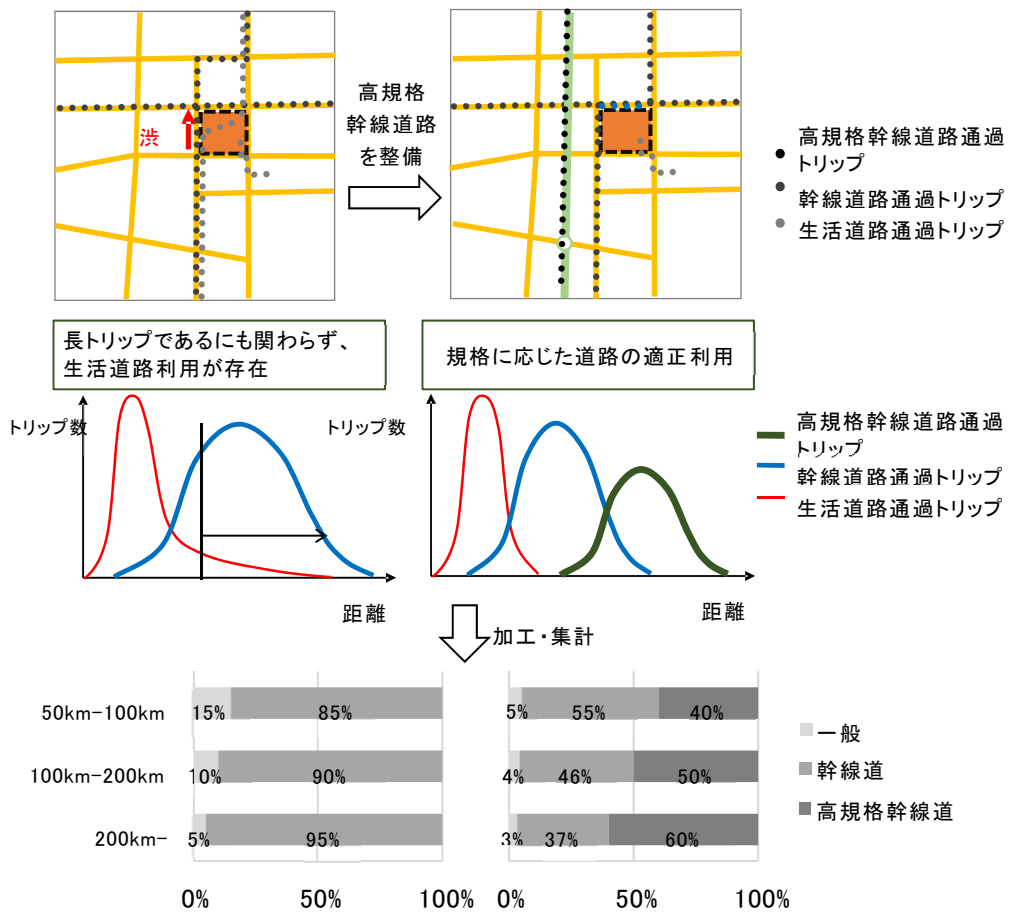 渋
高規格
幹線道路
を整備
高規格幹線道路通過
トリップ
幹線道路通過トリップ
生活道路通過トリップ
長トリップであるにも関わらず、
生活道路利用が存在
規格に応じた道路の適正利用
トリップ数
トリップ数
高規格幹線道路通過
トリップ
幹線道路通過トリップ
生活道路通過トリップ
距離
距離
加工・集計
50km-100km
15%
85%
5%
55%
40%
100km-200km
10%
90%
4%
46%
50%
200km-
5%
95%
3%
37%
60%
一般
幹線道
高規格幹線道
0%
50%
100%
0%
50%
100%